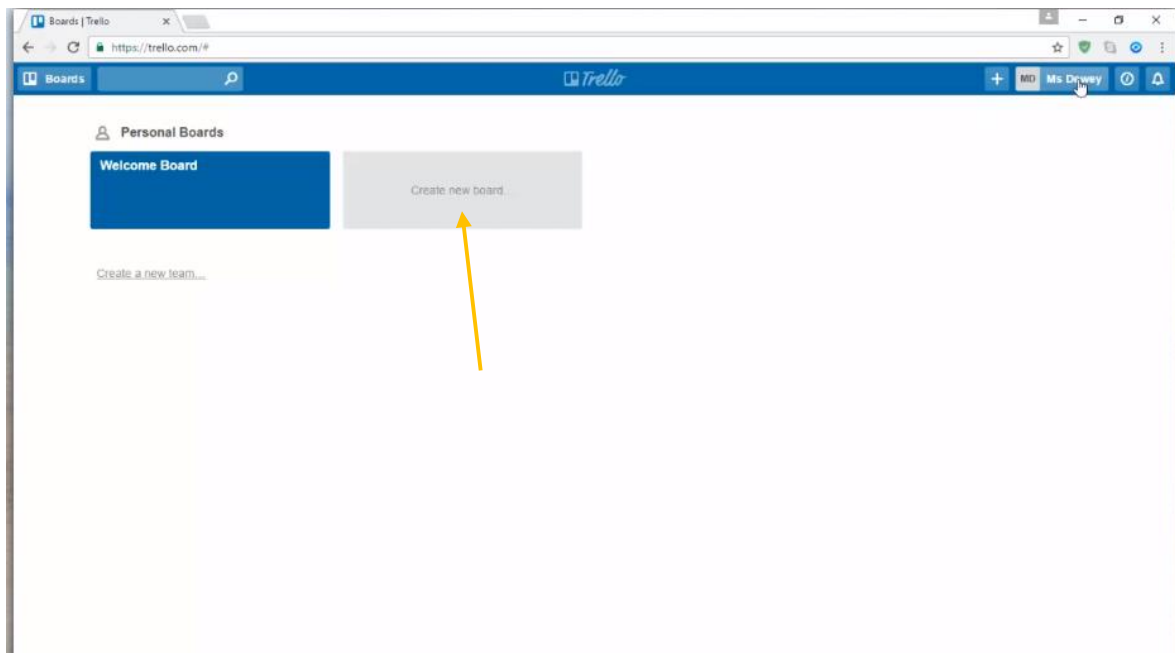 Boards | Trello
https://trello.com/#
Boards
Trello
MD Ms Dewey
Personal Boards
Welcome Board
Create new board...
Create a new team...